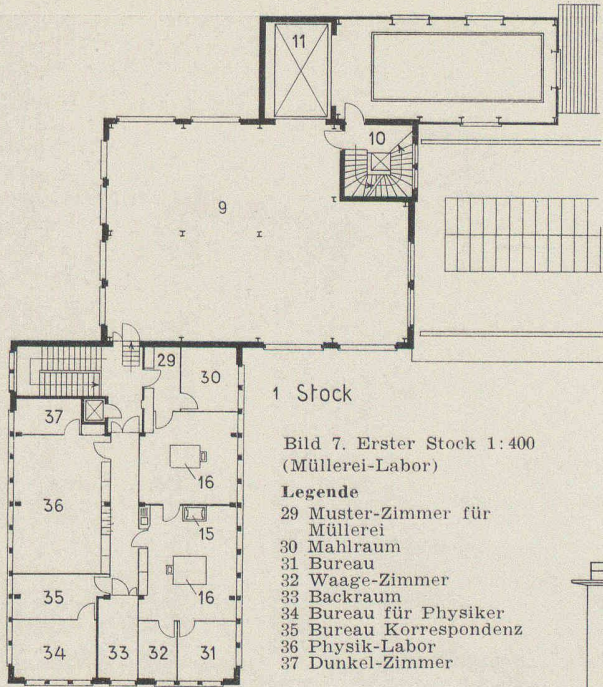 11
10
9
29
30
37
16
36
15
16
35
34
33
32
31
1 Stock
Bild 7. Erster Stock 1:400
(Müllerei-Labor)
Legende
29 Muster-Zimmer für
Müllerei
30 Mahlraum
31 Bureau
32 Waage-Zimmer
33 Backraum
34 Bureau für Physiker
35 Bureau Korrespondenz
36 Physik-Labor
37 Dunkel-Zimmer